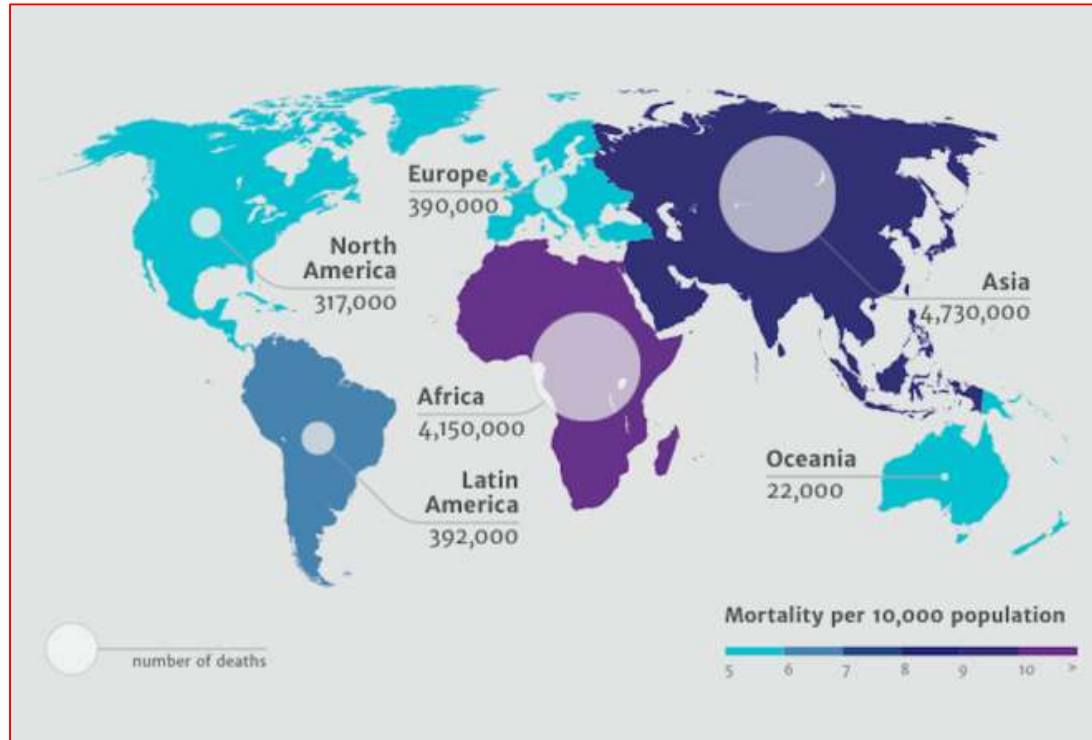 Europe
390,000
North
America
317,000
Asia
4,730,000
Africa
4,150,000
Latin
America
392,000
Oceania
22,000
Mortality per 10,000 population
5 6 7 8 9 10 >
number of deaths